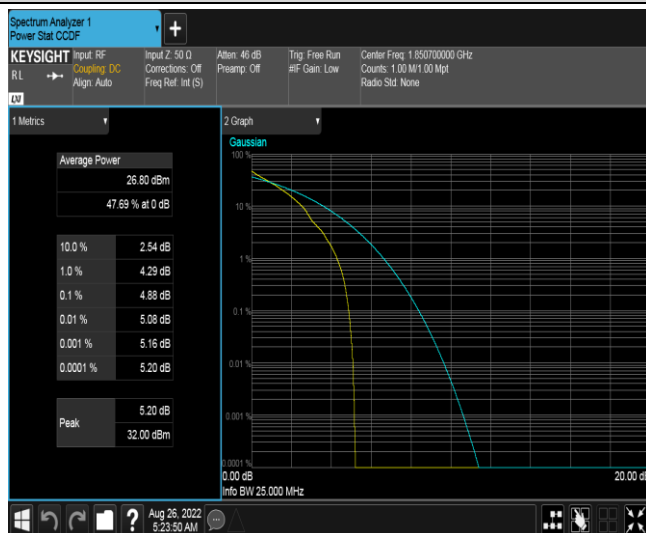 Spectrum Analyzer 1
Power Stat CCDF
KEYSIGHT
RL
LXI
Input: RF
Coupling: DC
Align: Auto
Input Z: 50 Ω
Corrections: Off
Freq Ref: Int (S)
Atten: 46 dB
Preamp: Off
Trig: Free Run
#IF Gain: Low
Center Freq: 1.850700000 GHz
Counts: 1.00 M/1.00 Mpt
Radio Std: None
1 Metrics
Average Power
26.80 dBm
47.69 % at 0 dB
10.0 % 2.54 dB
1.0 % 4.29 dB
0.1 % 4.88 dB
0.01 % 5.08 dB
0.001 % 5.16 dB
0.0001 % 5.20 dB
Peak
5.20 dB
32.00 dBm
2 Graph
Gaussian
100 %
10 %
1 %
0.1 %
0.01 %
0.001 %
0.0001 %
0.00 dB
20.00 dB
Info BW 25.000 MHz
?
Aug 26, 2022
5:23:50 AM